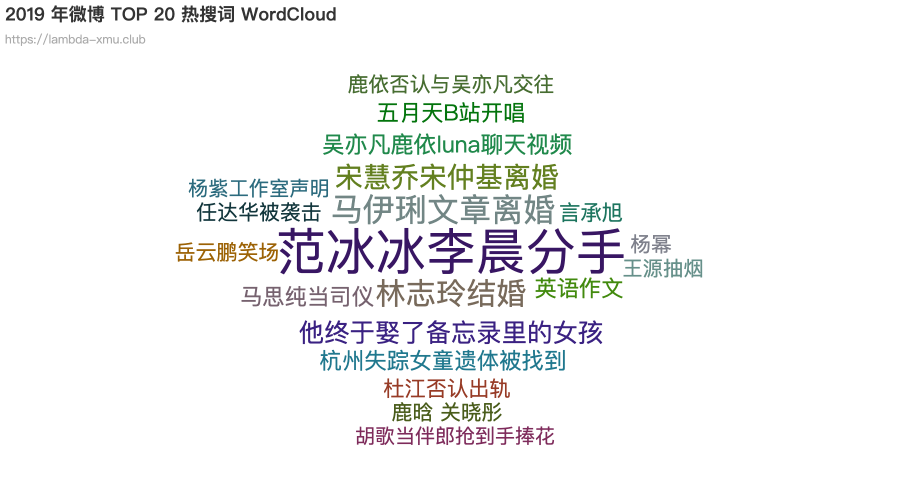 2019 年微博 TOP 20 热搜词 WordCloud
https://lambda-xmu.club
鹿依否认与吴亦凡交往
五月天B站开唱
吴亦凡鹿依luna聊天视频
宋慧乔宋仲基离婚
杨紫工作室声明
任达华被袭击
马伊琍文章离婚
言承旭
岳云鹏笑场
范冰冰李晨分手
杨幂
王源抽烟
马思纯当司仪
林志玲结婚
英语作文
他终于娶了备忘录里的女孩
杭州失踪女童遗体被找到
杜江否认出轨
鹿晗 关晓彤
胡歌当伴郎抢到手捧花